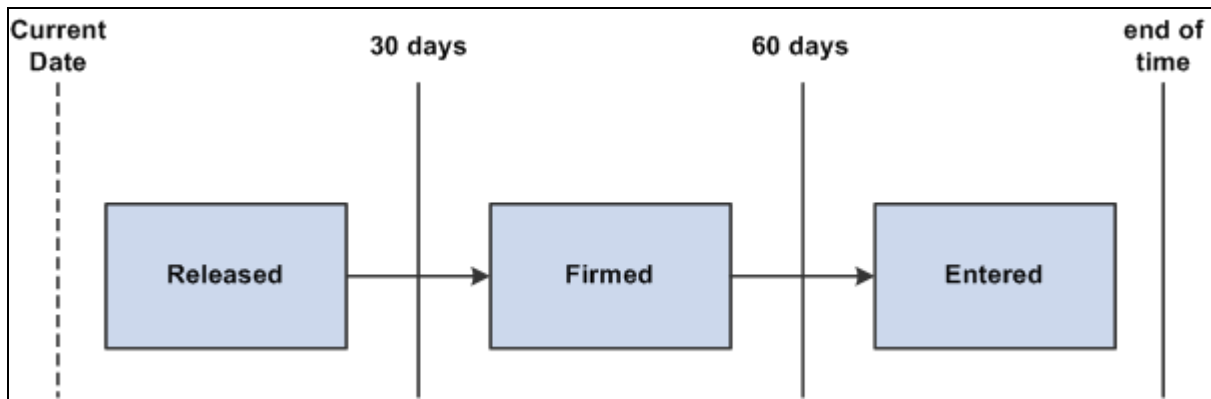 Current
Date
30 days
60 days
end of
time
Released
Firmed
Entered